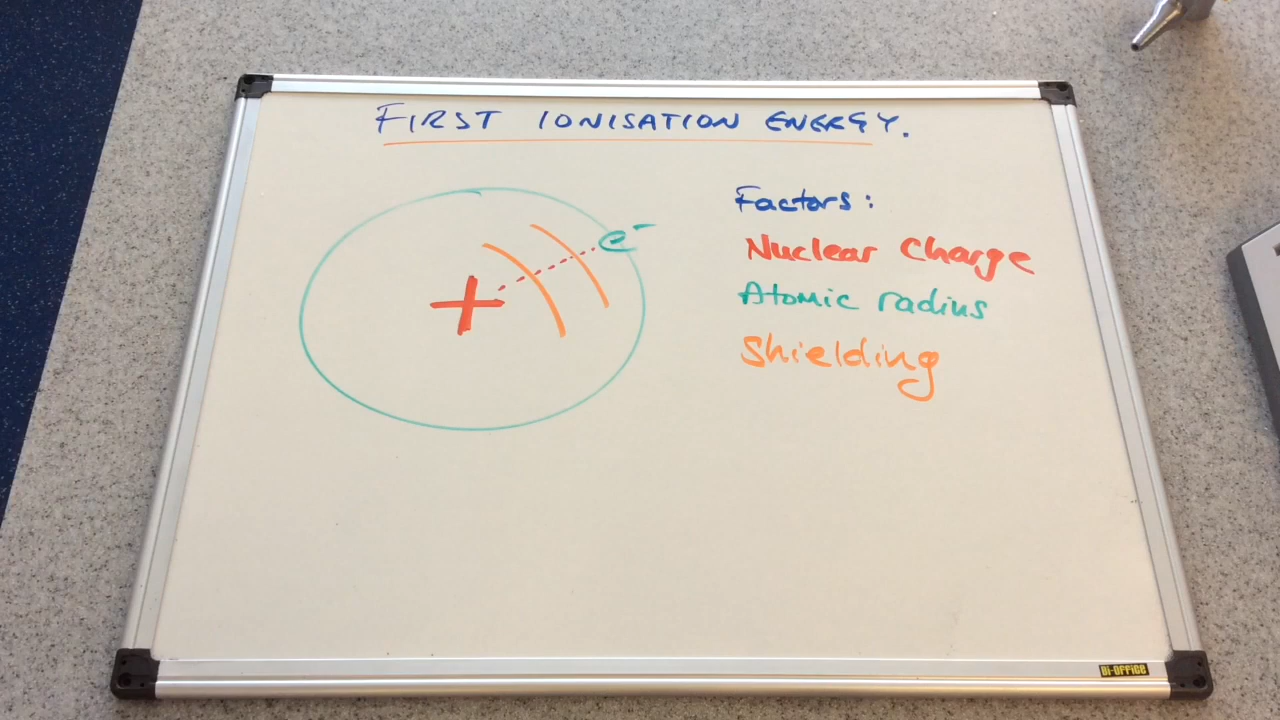 FIRST IONISATION ENERGY.
e⁻
+
Factors:
Nuclear Charge
Atomic radius
Shielding
Bi-OFFiCE